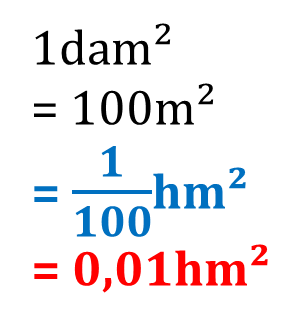 1dam²
= 100m²
= 1/100 hm²
= 0,01hm²